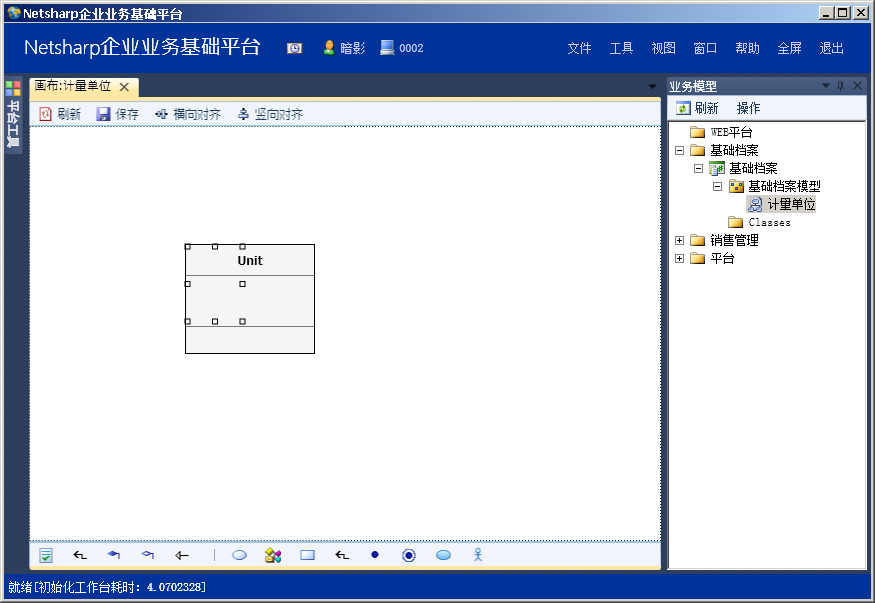 Netsharp企业业务基础平台
Netsharp企业业务基础平台 暗影 0002 文件 工具 视图 窗口 帮助 全屏 退出
平台工具
画布:计量单位
刷新 保存 横向对齐 竖向对齐
Unit
业务模型
刷新 操作
WEB平台
基础档案
基础档案
基础档案模型
计量单位
Classes
销售管理
平台
就绪[初始化工作台耗时: 4.0702328]